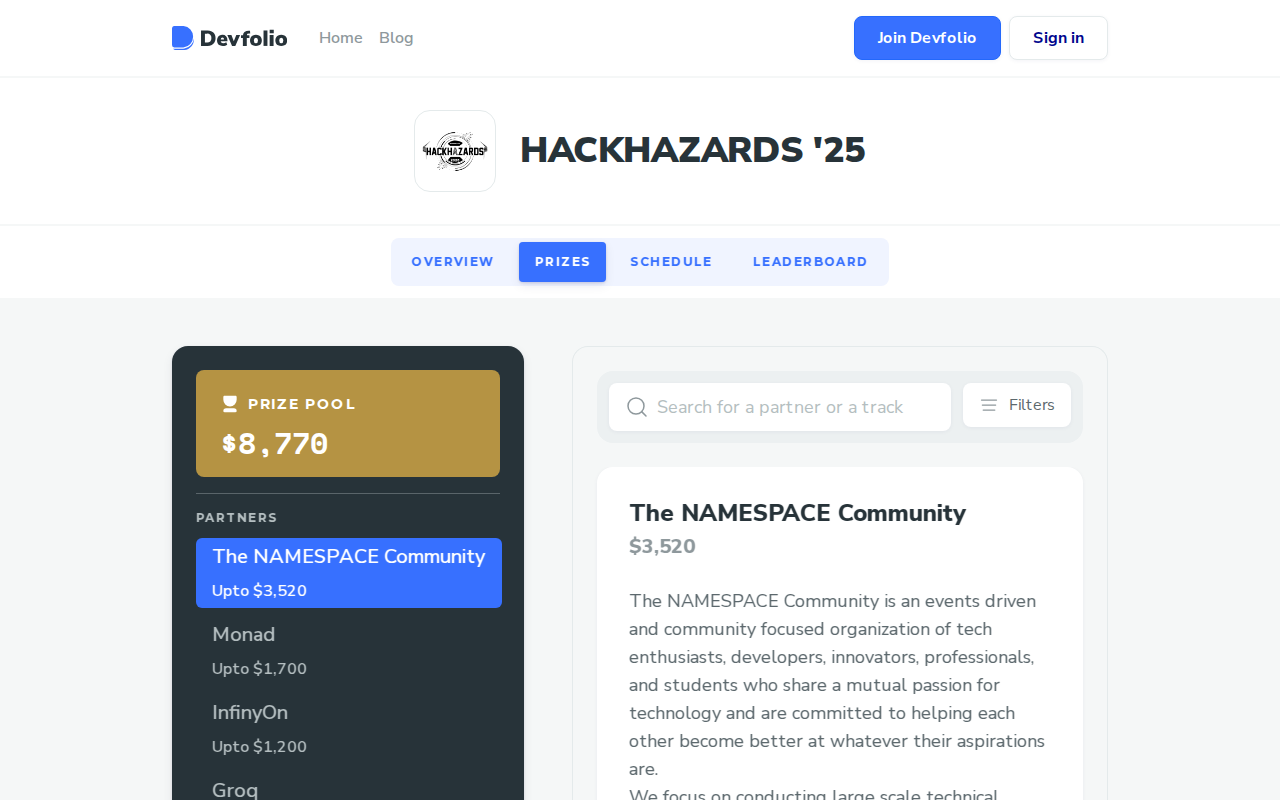 Devfolio
Home
Blog
Join Devfolio
Sign in
HACKHAZARDS
HACKHAZARDS '25
OVERVIEW
PRIZES
SCHEDULE
LEADERBOARD
PRIZE POOL
$8,770
PARTNERS
The NAMESPACE Community
Upto $3,520
Monad
Upto $1,700
InfinyOn
Upto $1,200
Groq
Search for a partner or a track
Filters
The NAMESPACE Community
$3,520
The NAMESPACE Community is an events driven
and community focused organization of tech
enthusiasts, developers, innovators, professionals,
and students who share a mutual passion for
technology and are committed to helping each
other become better at whatever their aspirations
are.
We focus on conducting large scale technical